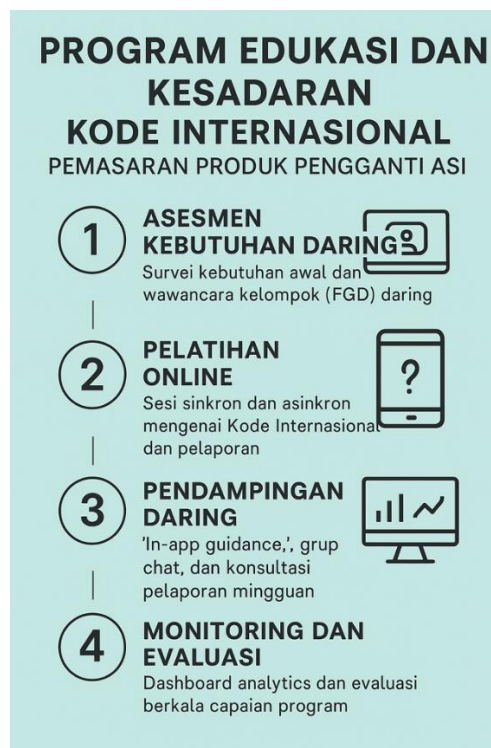 PROGRAM EDUKASI DAN
KESADARAN
KODE INTERNASIONAL
PEMASARAN PRODUK PENGGANTI ASI
1
ASESMEN
KEBUTUHAN DARING
Survei kebutuhan awal dan
wawancara kelompok (FGD) daring
2
PELATIHAN
ONLINE
Sesi sinkron dan asinkron
mengenai Kode Internasional
dan pelaporan
?
3
PENDAMPINGAN
DARING
'In-app guidance,', grup
chat, dan konsultasi
pelaporan mingguan
4
MONITORING DAN
EVALUASI
Dashboard analytics dan evaluasi
berkala capaian program